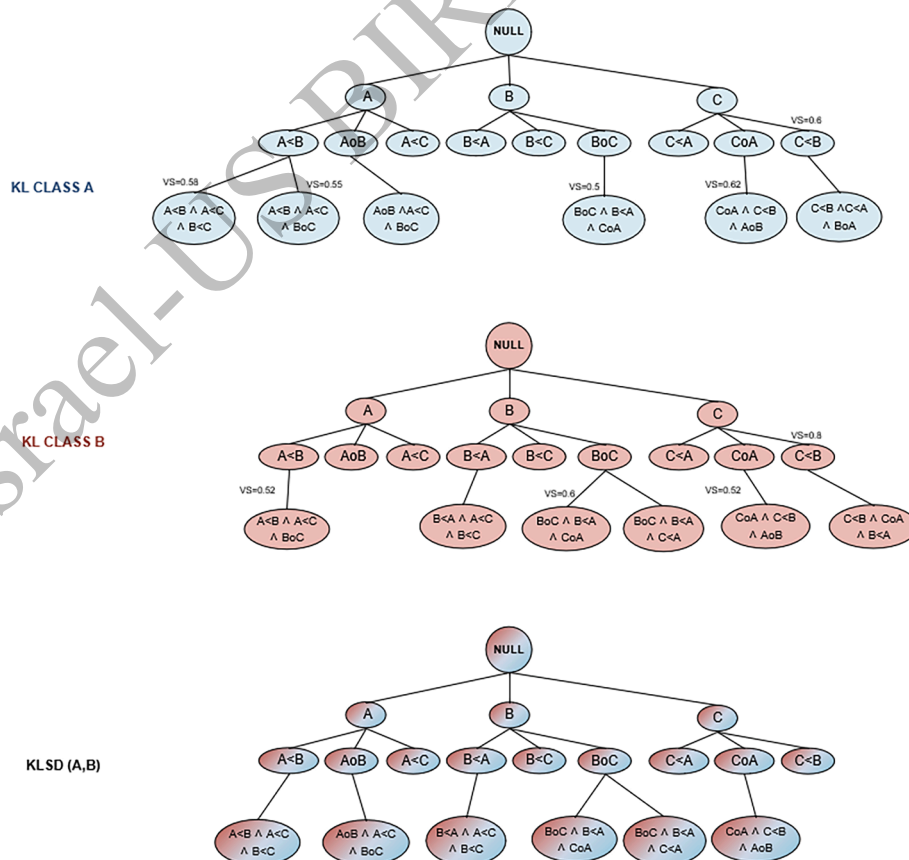 Israel-US BIR
NULL
A B C
VS=0.6
A<B AoB A<C B<A B<C BoC C<A CoA C<B
VS=0.58 VS=0.55 VS=0.5 VS=0.62
KL CLASS A
A<B ∧ A<C
∧ B<C
A<B ∧ A<C
∧ BoC
AoB ∧A<C
∧ BoC
BoC ∧ B<A
∧ CoA
CoA ∧ C<B
∧ AoB
C<B ∧C<A
∧ BoA
NULL
A B C
KL CLASS B
VS=0.8
A<B AoB A<C B<A B<C BoC C<A CoA C<B
VS=0.52 VS=0.6 VS=0.52
A<B ∧ A<C
∧ BoC
B<A ∧ A<C
∧ B<C
BoC ∧ B<A
∧ CoA
BoC ∧ B<A
∧ C<A
CoA ∧ C<B
∧ AoB
C<B ∧ CoA
∧ B<A
NULL
A B C
KLSD (A,B)
A<B AoB A<C B<A B<C BoC C<A CoA C<B
A<B ∧ A<C
∧ B<C
AoB ∧ A<C
∧ BoC
B<A ∧ A<C
∧ B<C
BoC ∧ B<A
∧ CoA
BoC ∧ B<A
∧ C<A
CoA ∧ C<B
∧ AoB